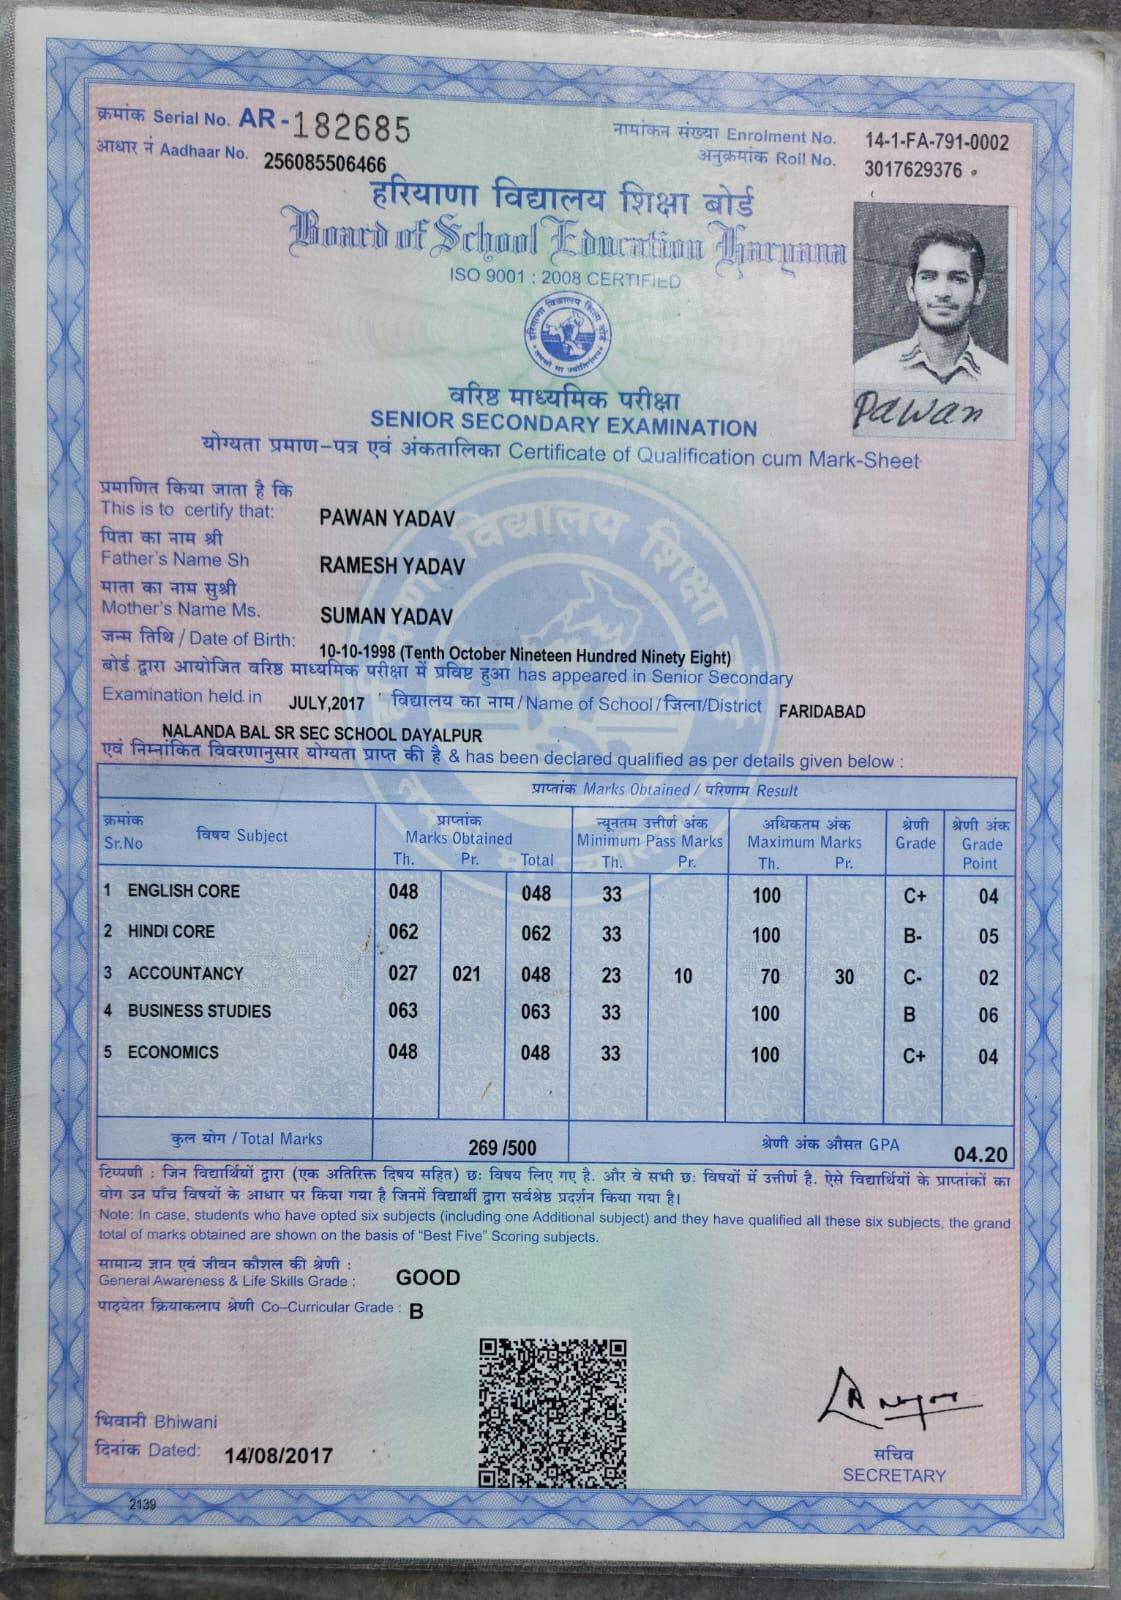 क्रमांक Serial No. AR-182685
नामांकन संख्या Enrolment No. 14-1-FA-791-0002
आधार नं Aadhaar No. 256085506466
अनुक्रमांक Roll No. 3017629376
हरियाणा विद्यालय शिक्षा बोर्ड
Board of School Education Haryana
ISO 9001 : 2008 CERTIFIED
Pawan
वरिष्ठ माध्यमिक परीक्षा
SENIOR SECONDARY EXAMINATION
योग्यता प्रमाण-पत्र एवं अंकतालिका Certificate of Qualification cum Mark-Sheet
प्रमाणित किया जाता है कि
This is to certify that: PAWAN YADAV
पिता का नाम श्री
Father's Name Sh RAMESH YADAV
माता का नाम सुश्री
Mother's Name Ms. SUMAN YADAV
जन्म तिथि / Date of Birth: 10-10-1998 (Tenth October Nineteen Hundred Ninety Eight)
बोर्ड द्वारा आयोजित वरिष्ठ माध्यमिक परीक्षा में प्रविष्ट हुआ has appeared in Senior Secondary
Examination held in JULY,2017 विद्यालय का नाम/Name of School/जिला/District FARIDABAD
NALANDA BAL SR SEC SCHOOL DAYALPUR
एवं निम्नांकित विवरणानुसार योग्यता प्राप्त की है & has been declared qualified as per details given below :
प्राप्तांक Marks Obtained / परिणाम Result
क्रमांक विषय Subject प्राप्तांक न्यूनतम उत्तीर्ण अंक अधिकतम अंक श्रेणी श्रेणी अंक
Sr.No Marks Obtained Minimum Pass Marks Maximum Marks Grade Grade
Th. Pr. Total Th. Pr. Th. Pr. Point
1 ENGLISH CORE 048 048 33 100 C+ 04
2 HINDI CORE 062 062 33 100 B- 05
3 ACCOUNTANCY 027 021 048 23 10 70 30 C- 02
4 BUSINESS STUDIES 063 063 33 100 B 06
5 ECONOMICS 048 048 33 100 C+ 04
कुल योग / Total Marks 269 /500 श्रेणी अंक औसत GPA 04.20
टिप्पणी : जिन विद्यार्थियों द्वारा (एक अतिरिक्त विषय सहित) छः विषय लिए गए है. और वे सभी छः विषयों में उत्तीर्ण है. ऐसे विद्यार्थियों के प्राप्तांकों का
योग उन पाँच विषयों के आधार पर किया गया है जिनमें विद्यार्थी द्वारा सर्वश्रेष्ठ प्रदर्शन किया गया है।
Note: In case, students who have opted six subjects (including one Additional subject) and they have qualified all these six subjects, the grand
total of marks obtained are shown on the basis of "Best Five" Scoring subjects.
सामान्य ज्ञान एवं जीवन कौशल की श्रेणी :
General Awareness & Life Skills Grade : GOOD
पाठ्येतर क्रियाकलाप श्रेणी Co–Curricular Grade : B
भिवानी Bhiwani
दिनांक Dated: 14/08/2017
सचिव
SECRETARY
2139